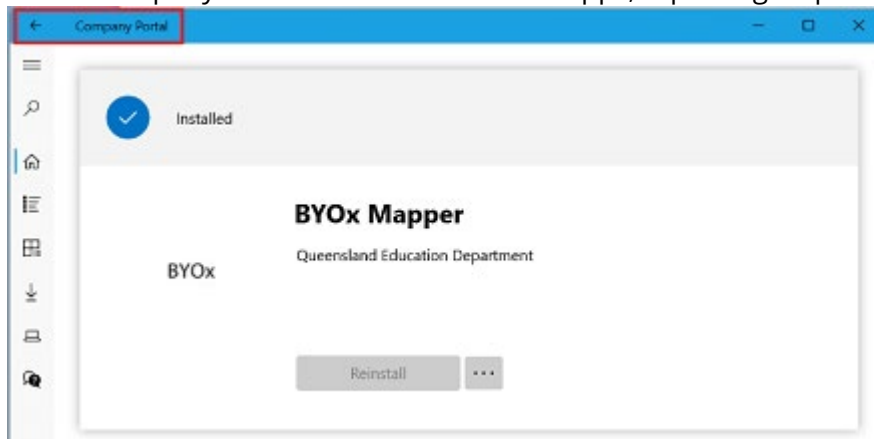 Company Portal
Installed
BYOx Mapper
Queensland Education Department
BYOx
Reinstall